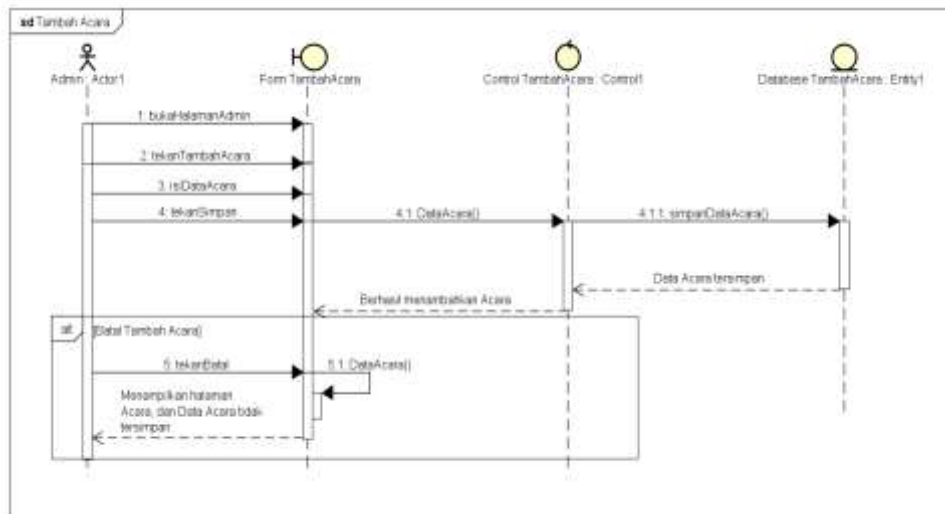 sd Tambah Acara
Admin : Actor1
Form TambahAcara
Control TambahAcara : Control1
Database TambahAcara : Entity1
1: bukaHalamanAdmin
2: tekanTambahAcara
3: isiDataAcara
4: tekanSimpan
4.1: DataAcara()
4.1.1: simpanDataAcara()
Data Acara tersimpan
Berhasil menambahkan Acara
alt
[Batal Tambah Acara]
5: tekanBatal
5.1: DataAcara()
Menampilkan halaman
Acara, dan Data Acara tidak
tersimpan